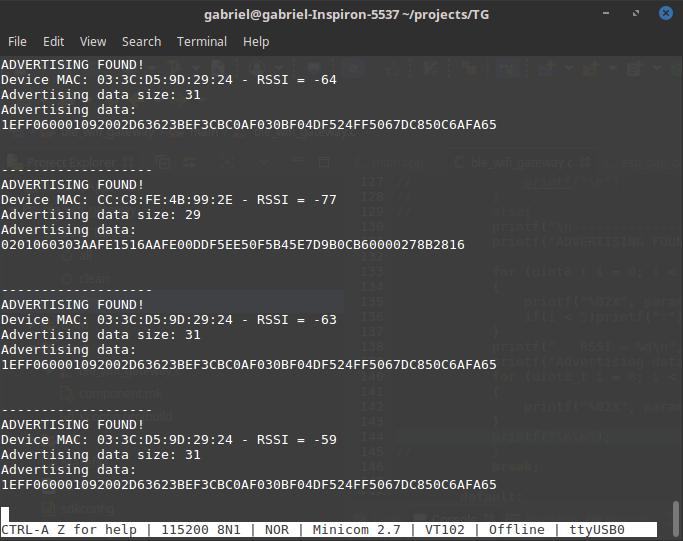 gabriel@gabriel-Inspiron-5537:~/projects/TG
File Edit View Search Terminal Help
ADVERTISING FOUND!
Device MAC: 03:3C:D5:9D:29:24 - RSSI = -64
Advertising data size: 31
Advertising data:
1EFF060001092002D63623BEF3CBC0AF030BF04DF524FF5067DC850C6AFA65
-------------------
ADVERTISING FOUND!
Device MAC: CC:C8:FE:4B:99:2E - RSSI = -77
Advertising data size: 29
Advertising data:
0201060303AAFE1516AAFE00DDF5EE50F5B45E7D9B0CB60000278B2816
-------------------
ADVERTISING FOUND!
Device MAC: 03:3C:D5:9D:29:24 - RSSI = -63
Advertising data size: 31
Advertising data:
1EFF060001092002D63623BEF3CBC0AF030BF04DF524FF5067DC850C6AFA65
-------------------
ADVERTISING FOUND!
Device MAC: 03:3C:D5:9D:29:24 - RSSI = -59
Advertising data size: 31
Advertising data:
1EFF060001092002D63623BEF3CBC0AF030BF04DF524FF5067DC850C6AFA65
CTRL-A Z for help | 115200 8N1 | NOR | Minicom 2.7 | VT102 | Offline | ttyUSB0